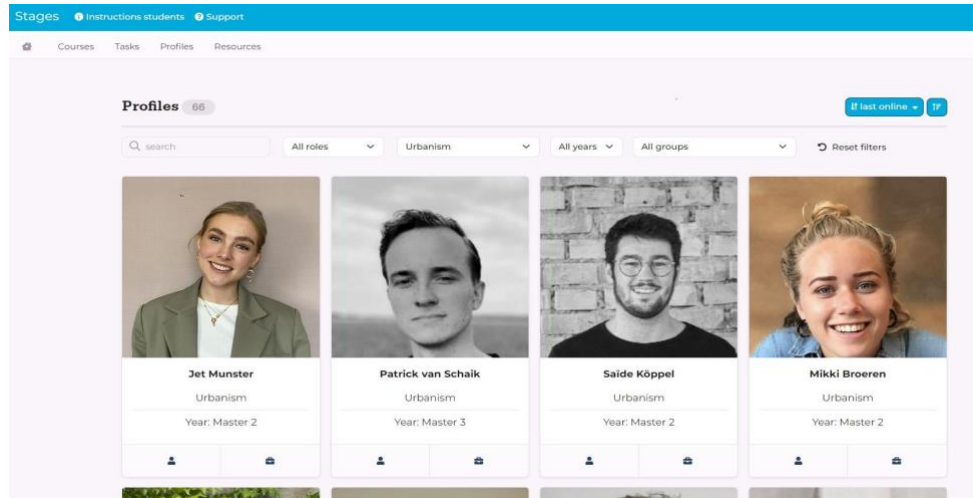 Stages Instructions students Support
Courses Tasks Profiles Resources
Profiles 66 last online
search All roles Urbanism All years All groups Reset filters
Jet Munster Patrick van Schaik Saïde Köppel Mikki Broeren
Urbanism Urbanism Urbanism Urbanism
Year: Master 2 Year: Master 3 Year: Master 2 Year: Master 2